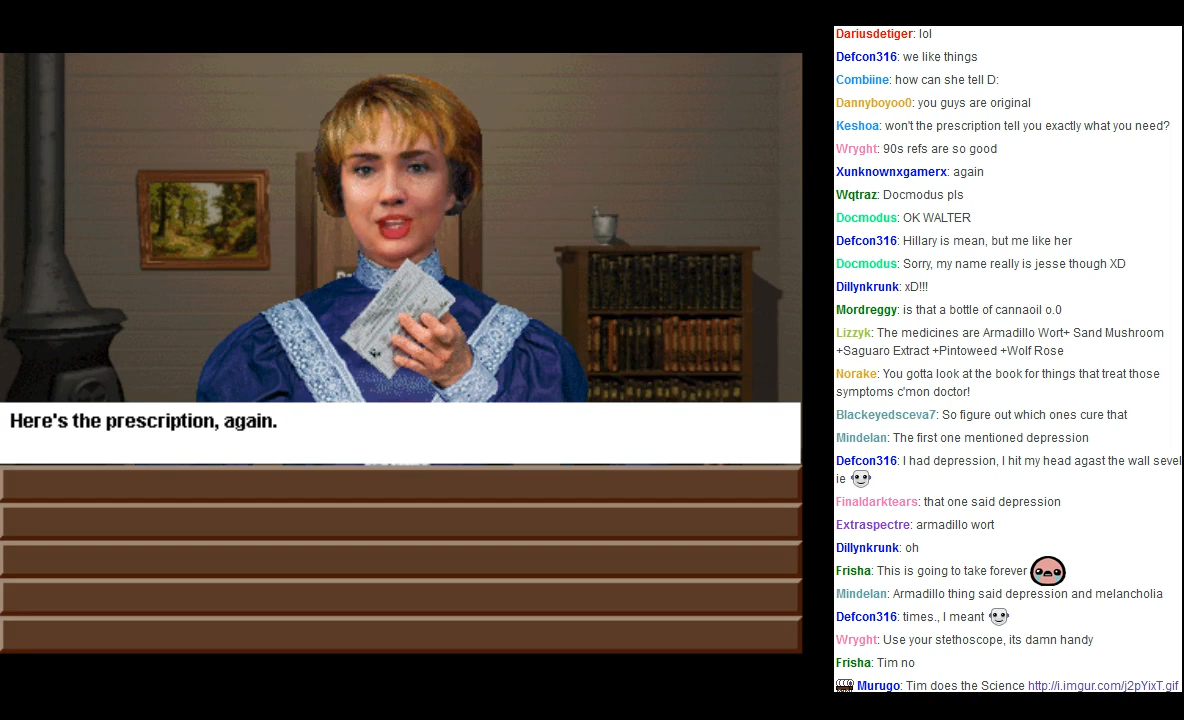 Here's the prescription, again.
Dariusdetiger: lol
Defcon316: we like things
Combiine: how can she tell D:
Dannyboyoo0: you guys are original
Keshoa: won't the prescription tell you exactly what you need?
Wryght: 90s refs are so good
Xunknownxgamerx: again
Wqtraz: Docmodus pls
Docmodus: OK WALTER
Defcon316: Hillary is mean, but me like her
Docmodus: Sorry, my name really is jesse though XD
Dillynkrunk: xD!!!
Mordreggy: is that a bottle of cannaoil o.0
Lizzyk: The medicines are Armadillo Wort+ Sand Mushroom
+Saguaro Extract +Pintoweed +Wolf Rose
Norake: You gotta look at the book for things that treat those
symptoms c'mon doctor!
Blackeyedsceva7: So figure out which ones cure that
Mindelan: The first one mentioned depression
Defcon316: I had depression, I hit my head agast the wall sevel
ie
Finaldarktears: that one said depression
Extraspectre: armadillo wort
Dillynkrunk: oh
Frisha: This is going to take forever
Mindelan: Armadillo thing said depression and melancholia
Defcon316: times., I meant
Wryght: Use your stethoscope, its damn handy
Frisha: Tim no
Murugo: Tim does the Science http://i.imgur.com/j2pYixT.gif